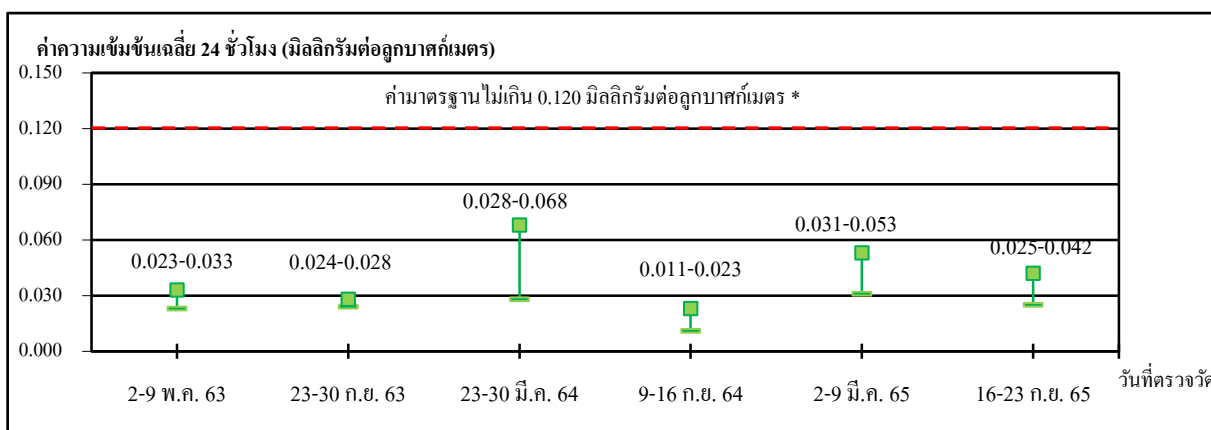 ค่าความเข้มข้นเฉลี่ย 24 ชั่วโมง (มิลลิกรัมต่อลูกบาศก์เมตร)
0.150
ค่ามาตรฐานไม่เกิน 0.120 มิลลิกรัมต่อลูกบาศก์เมตร *
0.120
0.090
0.028-0.068
0.031-0.053
0.060
0.025-0.042
0.023-0.033
0.024-0.028
0.011-0.023
0.030
0.000
2-9 พ.ค. 63
23-30 ก.ย. 63
23-30 มี.ค. 64
9-16 ก.ย. 64
2-9 มี.ค. 65
16-23 ก.ย. 65
วันที่ตรวจวัด